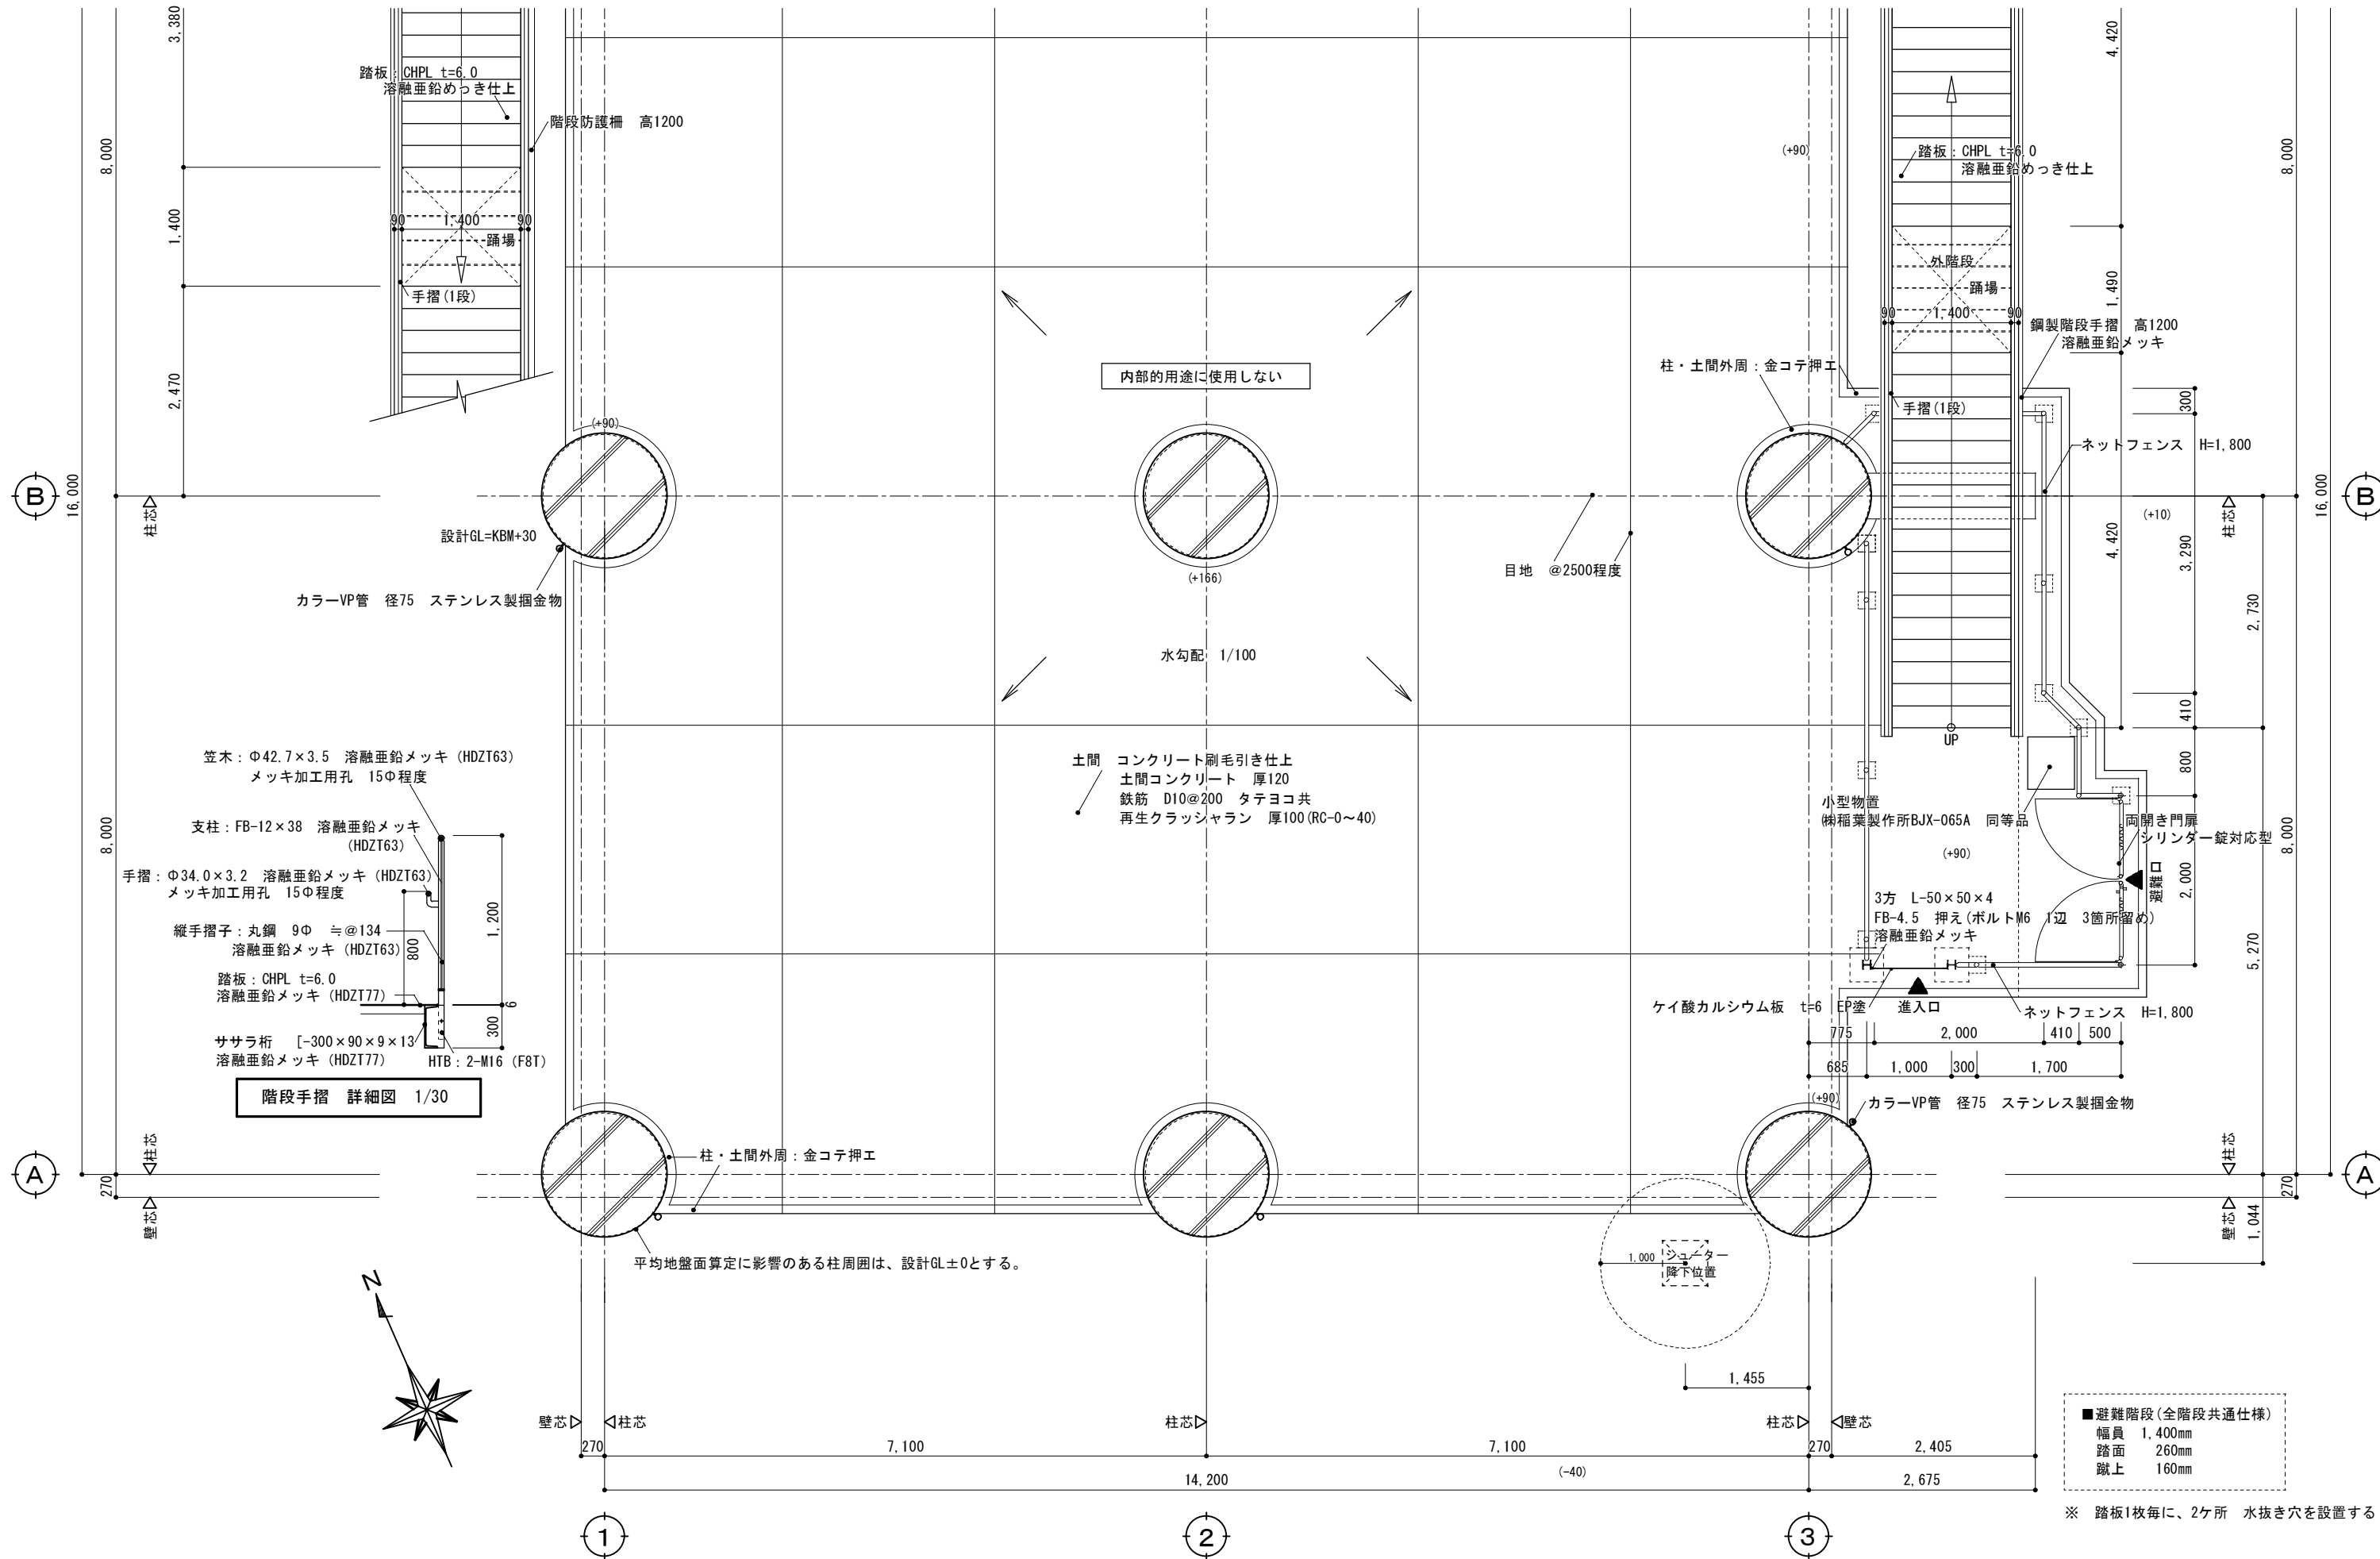 3,380
8,000
1,400
2,470
16,000
踏板：CHPL t=6.0
溶融亜鉛めっき仕上
階段防護柵　高1200
90
1,400
90
踊場
手摺(1段)
B
柱芯
(+90)
設計GL=KBM+30
カラーVP管　径75　ステンレス製掴金物
内部的用途に使用しない
(+166)
水勾配　1/100
目地　@2500程度
柱・土間外周：金コテ押エ
(+90)
踏板：CHPL t=6.0
溶融亜鉛めっき仕上
外階段
踊場
90
1,400
90
手摺(1段)
鋼製階段手摺　高1200
溶融亜鉛メッキ
ネットフェンス　H=1,800
(+10)
4,420
1,490
4,420
300
3,290
410
800
2,000
2,730
5,270
8,000
8,000
16,000
柱芯
B
UP
笠木：Φ42.7×3.5　溶融亜鉛メッキ(HDZT63)
メッキ加工用孔　15Φ程度
支柱：FB-12×38　溶融亜鉛メッキ
(HDZT63)
手摺：Φ34.0×3.2　溶融亜鉛メッキ(HDZT63)
メッキ加工用孔　15Φ程度
縦手摺子：丸鋼　9Φ　≒@134
溶融亜鉛メッキ(HDZT63)
踏板：CHPL t=6.0
溶融亜鉛メッキ(HDZT77)
ササラ桁　[-300×90×9×13
溶融亜鉛メッキ(HDZT77)
HTB：2-M16 (F8T)
800
1,200
6
300
階段手摺　詳細図　1/30
8,000
土間　コンクリート刷毛引き仕上
土間コンクリート　厚120
鉄筋　D10@200　タテヨコ共
再生クラッシャラン　厚100(RC-0～40)
小型物置
㈱稲葉製作所BJX-065A　同等品
(+90)
両開き門扉
シリンダー錠対応型
避難口
3方　L-50×50×4
FB-4.5　押え(ボルトM6　1辺　3箇所留め)
溶融亜鉛メッキ
ケイ酸カルシウム板　t=6　EP塗
進入口
ネットフェンス　H=1,800
775
2,000
410
500
685
1,000
300
1,700
(+90)
カラーVP管　径75　ステンレス製掴金物
柱芯
A
270
壁芯
柱・土間外周：金コテ押エ
平均地盤面算定に影響のある柱周囲は、設計GL±0とする。
1,000
シューター
降下位置
柱芯
A
270
壁芯
1,044
N
1,455
壁芯
柱芯
柱芯
柱芯
壁芯
270
7,100
7,100
270
2,405
14,200
(-40)
2,675
1
2
3
■避難階段(全階段共通仕様)
幅員　1,400mm
踏面　260mm
蹴上　160mm
※　踏板1枚毎に、2ケ所　水抜き穴を設置する